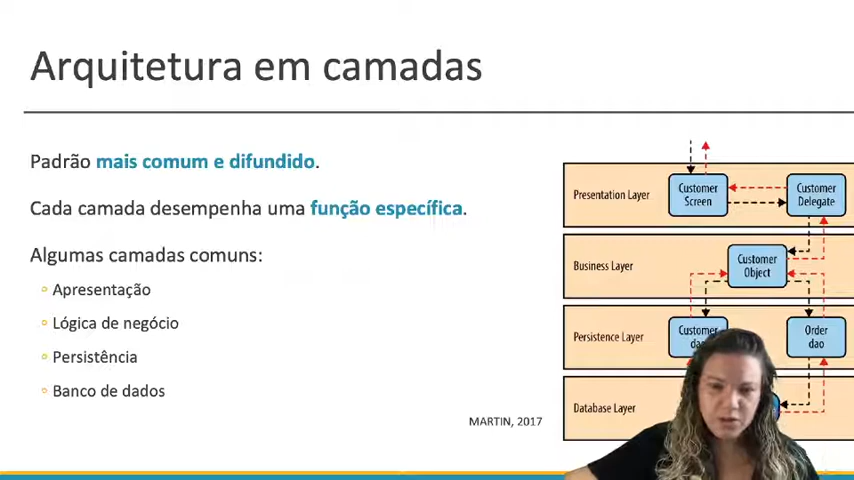 Arquitetura em camadas
Padrão mais comum e difundido.
Cada camada desempenha uma função específica.
Algumas camadas comuns:
Apresentação
Lógica de negócio
Persistência
Banco de dados
MARTIN, 2017
Presentation Layer
Customer
Screen
Customer
Delegate
Business Layer
Customer
Object
Persistence Layer
Customer
Order
dao
Database Layer